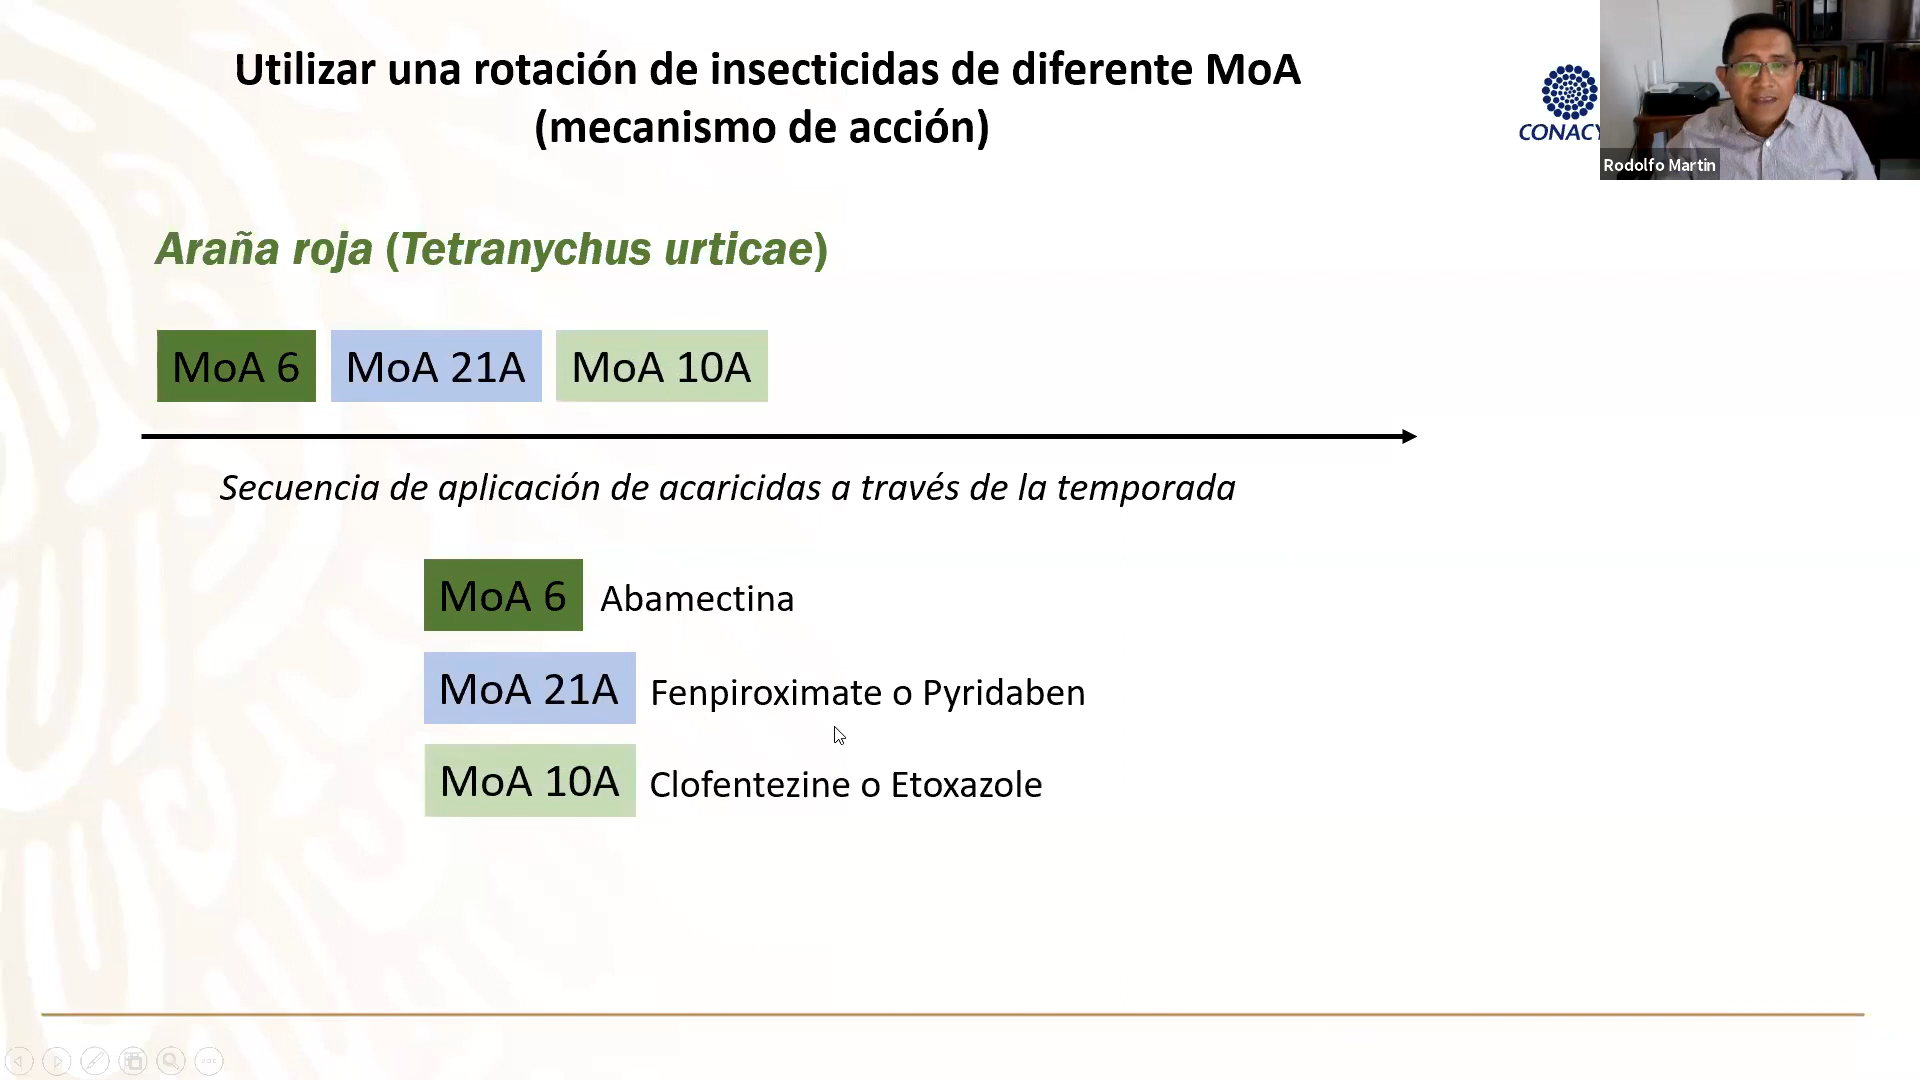 Utilizar una rotación de insecticidas de diferente MoA
(mecanismo de acción)
CONACY
Rodolfo Martin
Araña roja (Tetranychus urticae)
MoA 6 MoA 21A MoA 10A
Secuencia de aplicación de acaricidas a través de la temporada
MoA 6 Abamectina
MoA 21A Fenpiroximate o Pyridaben
MoA 10A Clofentezine o Etoxazole